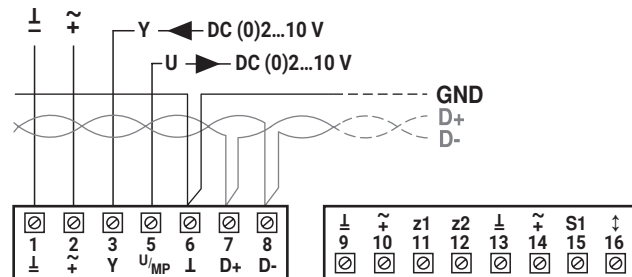 ⊥ ~
= +
Y DC (0)2...10 V
U DC (0)2...10 V
GND
D+
D-
1 2 3 5 6 7 8
⊥ ~ Y U/MP ⊥ D+ D-
⊥ ~ z1 z2 ⊥ ~ S1 ↕
9 10 11 12 13 14 15 16